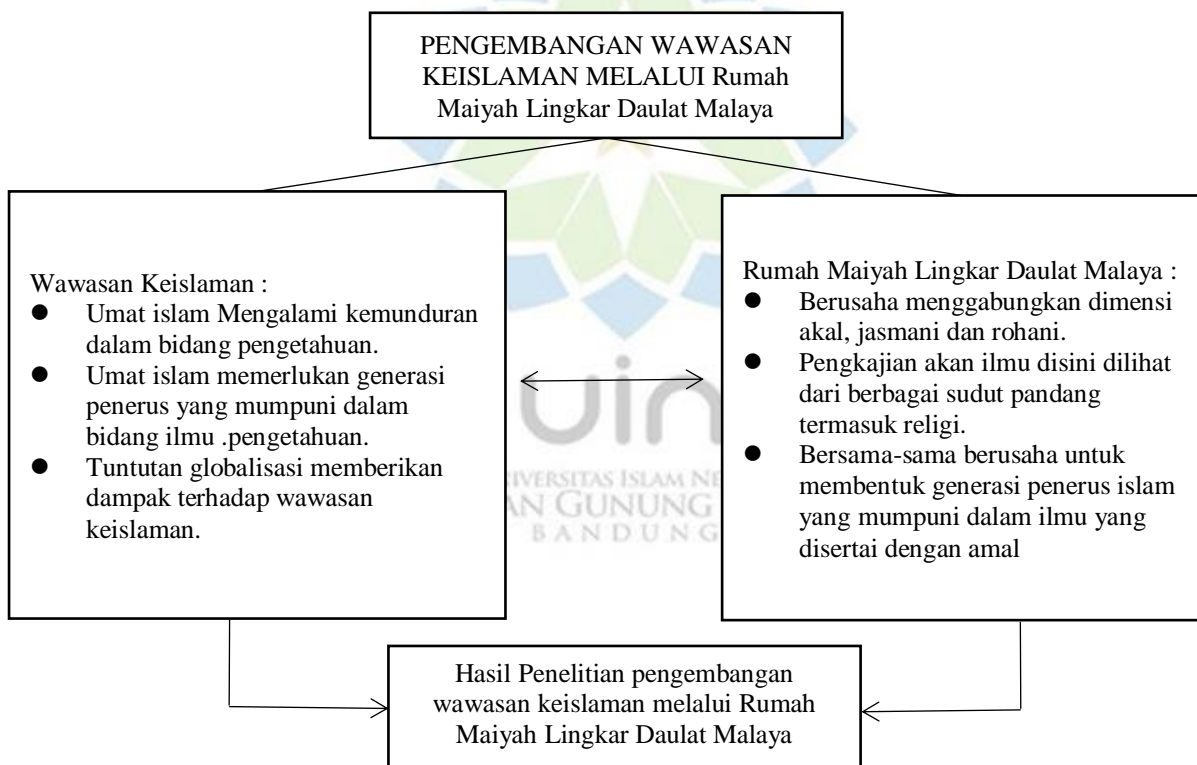 PENGEMBANGAN WAWASAN
KEISLAMAN MELALUI Rumah
Maiyah Lingkar Daulat Malaya
Wawasan Keislaman :
● Umat islam Mengalami kemunduran
dalam bidang pengetahuan.
● Umat islam memerlukan generasi
penerus yang mumpuni dalam
bidang ilmu .pengetahuan.
● Tuntutan globalisasi memberikan
dampak terhadap wawasan
keislaman.
Rumah Maiyah Lingkar Daulat Malaya :
● Berusaha menggabungkan dimensi
akal, jasmani dan rohani.
● Pengkajian akan ilmu disini dilihat
dari berbagai sudut pandang
termasuk religi.
● Bersama-sama berusaha untuk
membentuk generasi penerus islam
yang mumpuni dalam ilmu yang
disertai dengan amal
uin
ISLAM
GUNUNG
BANDUNG
Hasil Penelitian pengembangan
wawasan keislaman melalui Rumah
Maiyah Lingkar Daulat Malaya